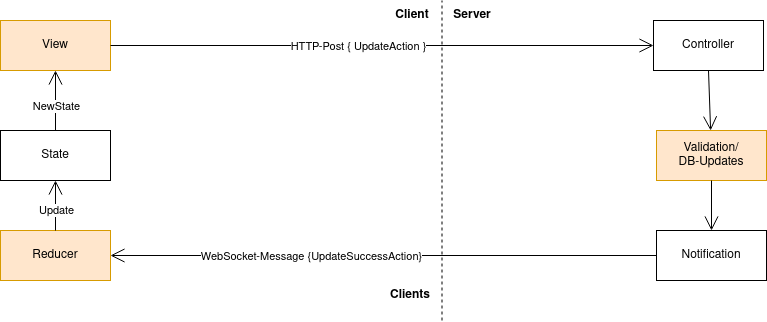 Client
Server
View
HTTP-Post { UpdateAction }
Controller
NewState
State
Validation/
DB-Updates
Update
Reducer
WebSocket-Message {UpdateSuccessAction}
Notification
Clients